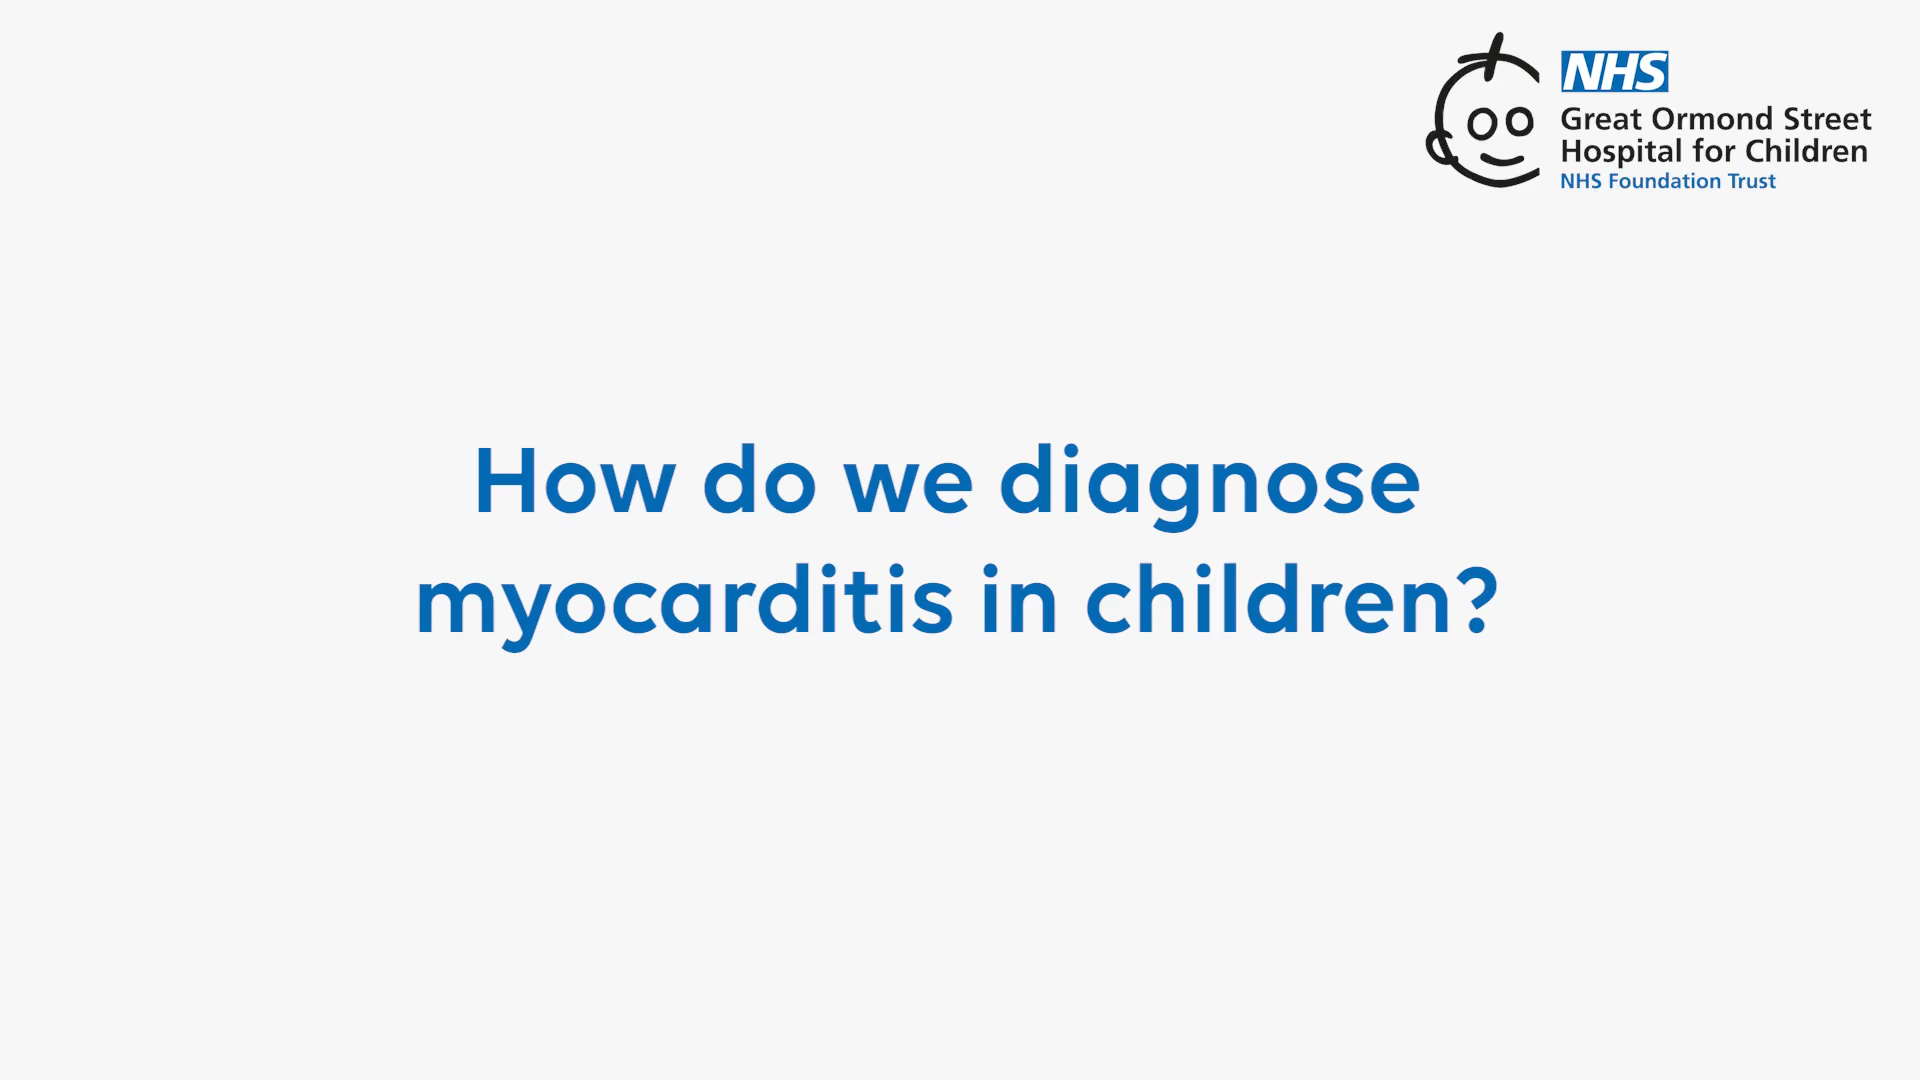 NHS
Great Ormond Street
Hospital for Children
NHS Foundation Trust
How do we diagnose
myocarditis in children?